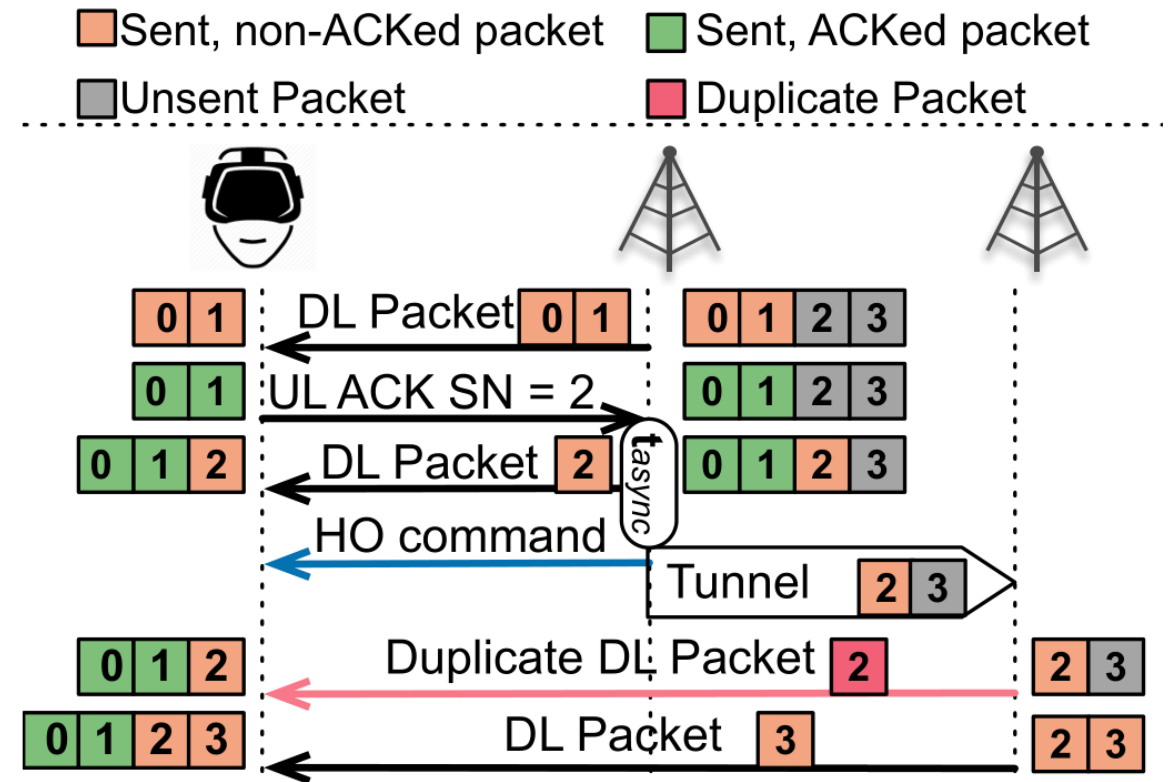 Sent, non-ACKed packet Sent, ACKed packet
Unsent Packet Duplicate Packet
0 1 DL Packet 0 1 0 1 2 3
0 1 UL ACK SN = 2 0 1 2 3
0 1 2 DL Packet 2 0 1 2 3
tasync
HO command
Tunnel 2 3
0 1 2 Duplicate DL Packet 2 2 3
0 1 2 3 DL Packet 3 2 3